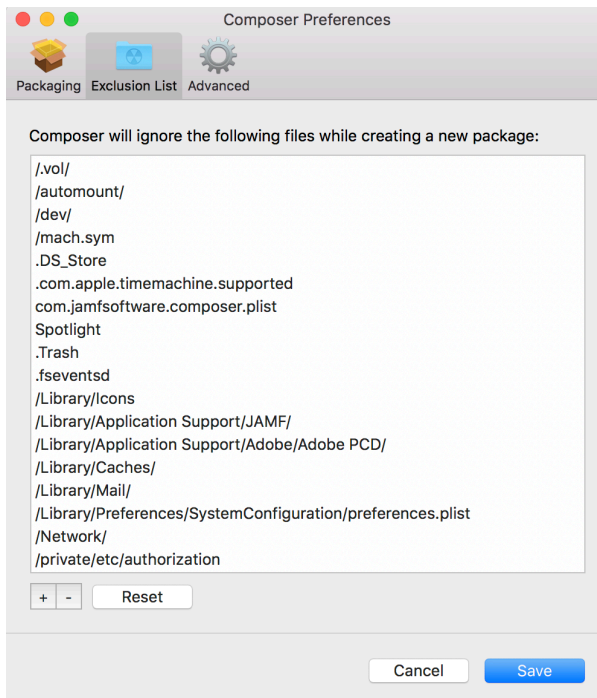 Composer Preferences
Packaging Exclusion List Advanced
Composer will ignore the following files while creating a new package:
/.vol/
/automount/
/dev/
/mach.sym
.DS_Store
.com.apple.timemachine.supported
com.jamfsoftware.composer.plist
Spotlight
.Trash
.fseventsd
/Library/Icons
/Library/Application Support/JAMF/
/Library/Application Support/Adobe/Adobe PCD/
/Library/Caches/
/Library/Mail/
/Library/Preferences/SystemConfiguration/preferences.plist
/Network/
/private/etc/authorization
+ - Reset
Cancel Save